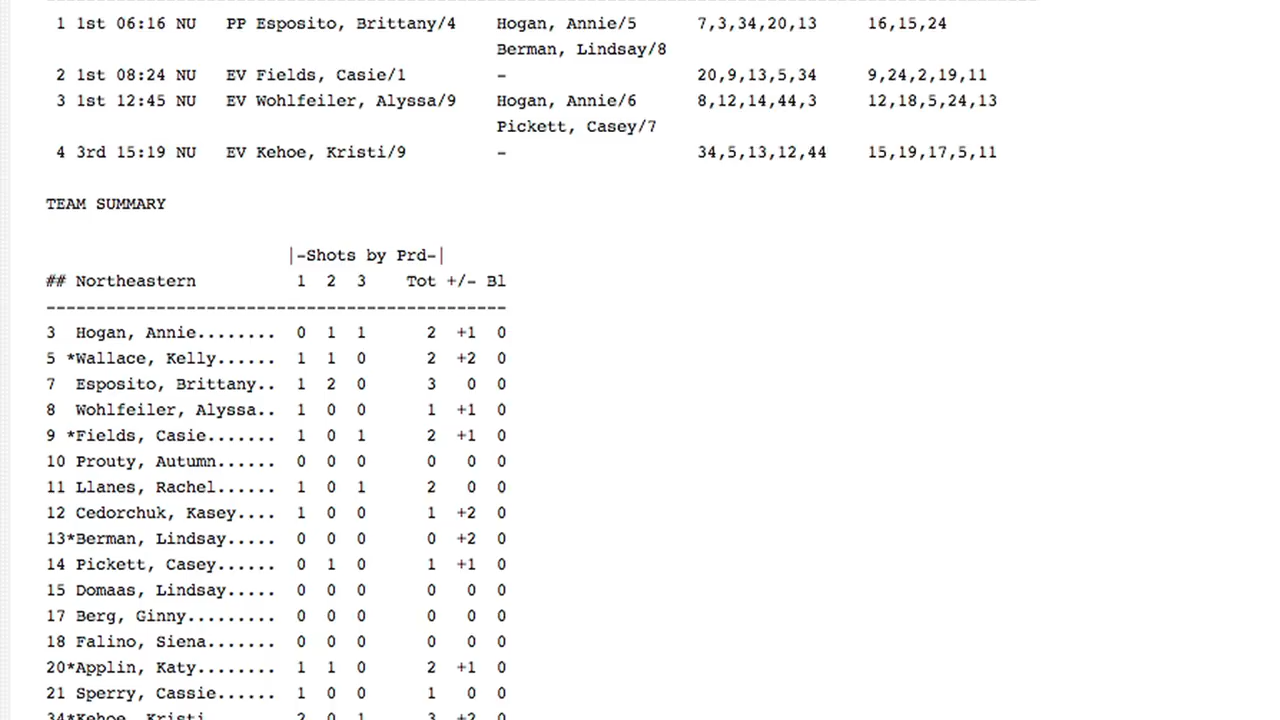 1 1st 06:16 NU PP Esposito, Brittany/4 Hogan, Annie/5 7,3,34,20,13 16,15,24
Berman, Lindsay/8
2 1st 08:24 NU EV Fields, Casie/1 - 20,9,13,5,34 9,24,2,19,11
3 1st 12:45 NU EV Wohlfeiler, Alyssa/9 Hogan, Annie/6 8,12,14,44,3 12,18,5,24,13
Pickett, Casey/7
4 3rd 15:19 NU EV Kehoe, Kristi/9 - 34,5,13,12,44 15,19,17,5,11
TEAM SUMMARY
|-Shots by Prd-|
## Northeastern 1 2 3 Tot +/- Bl
----------------------------------------------
3 Hogan, Annie........ 0 1 1 2 +1 0
5 *Wallace, Kelly...... 1 1 0 2 +2 0
7 Esposito, Brittany.. 1 2 0 3 0 0
8 Wohlfeiler, Alyssa.. 1 0 0 1 +1 0
9 *Fields, Casie....... 1 0 1 2 +1 0
10 Prouty, Autumn...... 0 0 0 0 0 0
11 Llanes, Rachel...... 1 0 1 2 0 0
12 Cedorchuk, Kasey.... 1 0 0 1 +2 0
13*Berman, Lindsay..... 0 0 0 0 +2 0
14 Pickett, Casey...... 0 1 0 1 +1 0
15 Domaas, Lindsay..... 0 0 0 0 0 0
17 Berg, Ginny......... 0 0 0 0 0 0
18 Falino, Siena....... 0 0 0 0 0 0
20*Applin, Katy........ 1 1 0 2 +1 0
21 Sperry, Cassie...... 1 0 0 1 0 0
34*Kehoe, Kristi....... 2 0 1 3 +2 0